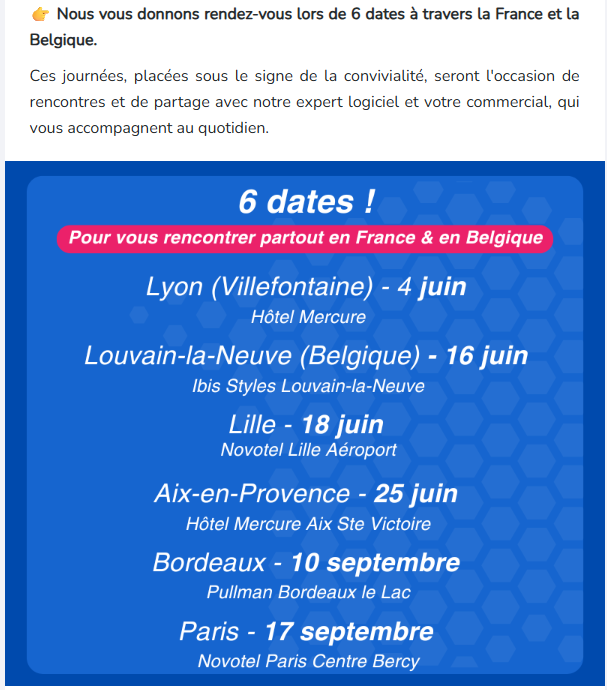 👉 Nous vous donnons rendez-vous lors de 6 dates à travers la France et la
Belgique.
Ces journées, placées sous le signe de la convivialité, seront l'occasion de
rencontres et de partage avec notre expert logiciel et votre commercial, qui
vous accompagnent au quotidien.
6 dates !
Pour vous rencontrer partout en France & en Belgique
Lyon (Villefontaine) - 4 juin
Hôtel Mercure
Louvain-la-Neuve (Belgique) - 16 juin
Ibis Styles Louvain-la-Neuve
Lille - 18 juin
Novotel Lille Aéroport
Aix-en-Provence - 25 juin
Hôtel Mercure Aix Ste Victoire
Bordeaux - 10 septembre
Pullman Bordeaux le Lac
Paris - 17 septembre
Novotel Paris Centre Bercy